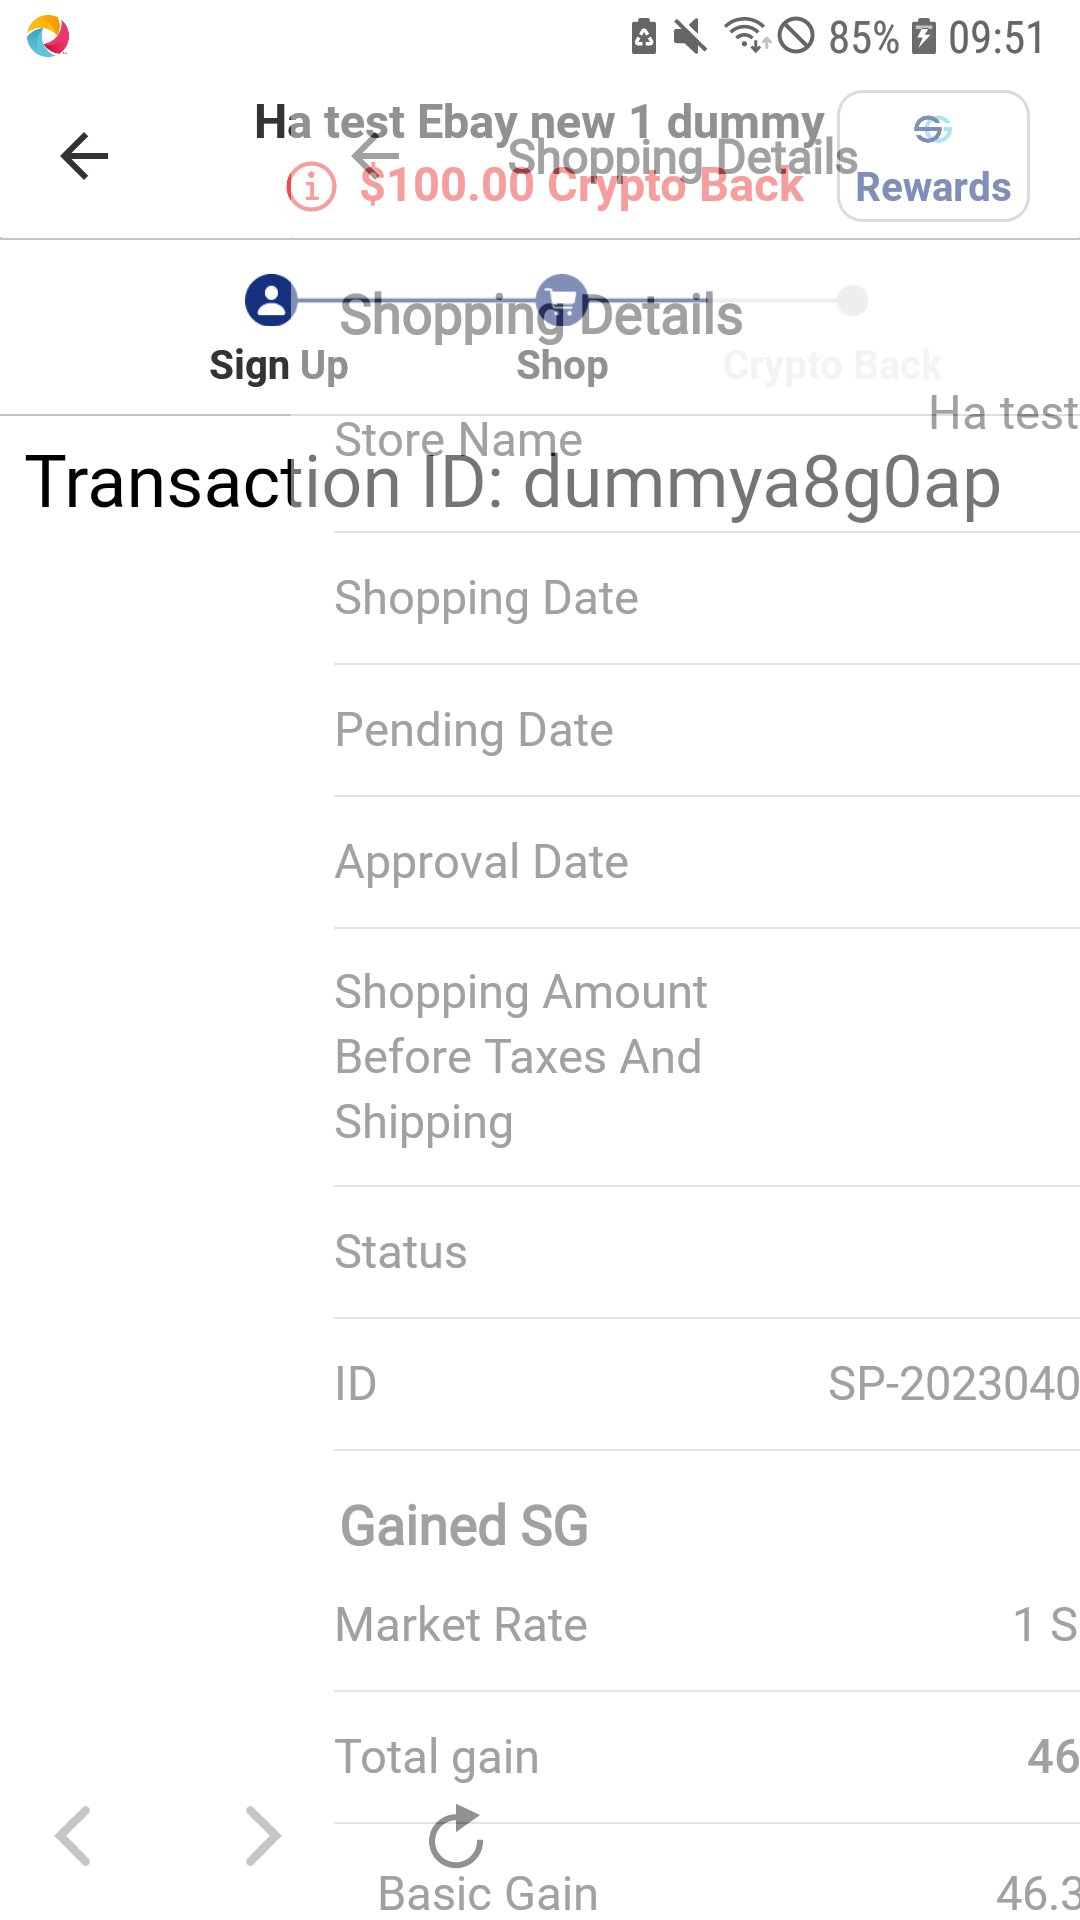 85% 09:51
Ha test Ebay new 1 dummy
Shopping Details
$100.00 Crypto Back
Rewards
Shopping Details
Sign Up
Shop
Crypto Back
Store Name
Ha test
Transaction ID: dummya8g0ap
Shopping Date
Pending Date
Approval Date
Shopping Amount
Before Taxes And
Shipping
Status
ID
SP-2023040
Gained SG
Market Rate
1 S
Total gain
46
Basic Gain
46.3